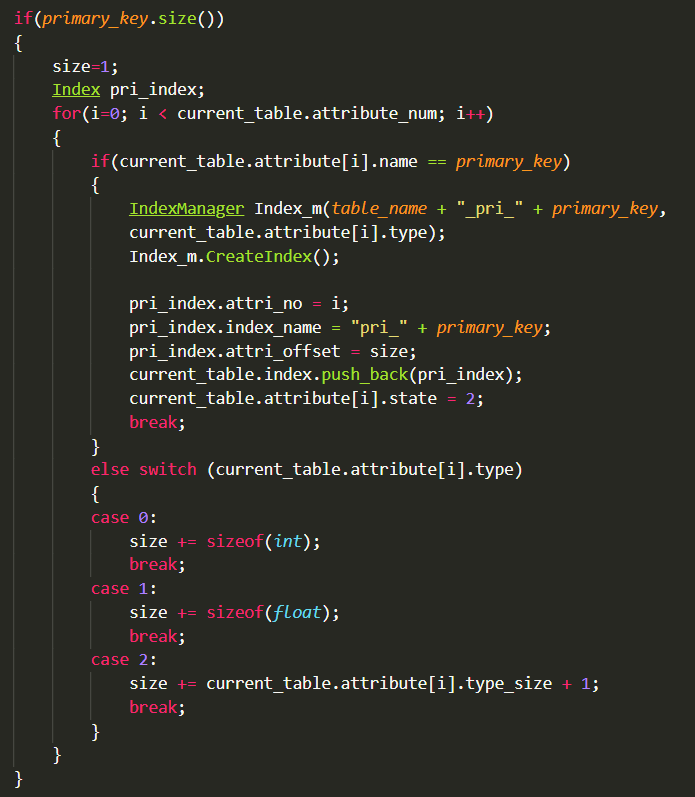 if(primary_key.size())
{
    size=1;
    Index pri_index;
    for(i=0; i < current_table.attribute_num; i++)
    {
        if(current_table.attribute[i].name == primary_key)
        {
            IndexManager Index_m(table_name + "_pri_" + primary_key,
            current_table.attribute[i].type);
            Index_m.CreateIndex();

            pri_index.attri_no = i;
            pri_index.index_name = "pri_" + primary_key;
            pri_index.attri_offset = size;
            current_table.index.push_back(pri_index);
            current_table.attribute[i].state = 2;
            break;
        }
        else switch (current_table.attribute[i].type)
        {
        case 0:
            size += sizeof(int);
            break;
        case 1:
            size += sizeof(float);
            break;
        case 2:
            size += current_table.attribute[i].type_size + 1;
            break;
        }
    }
}